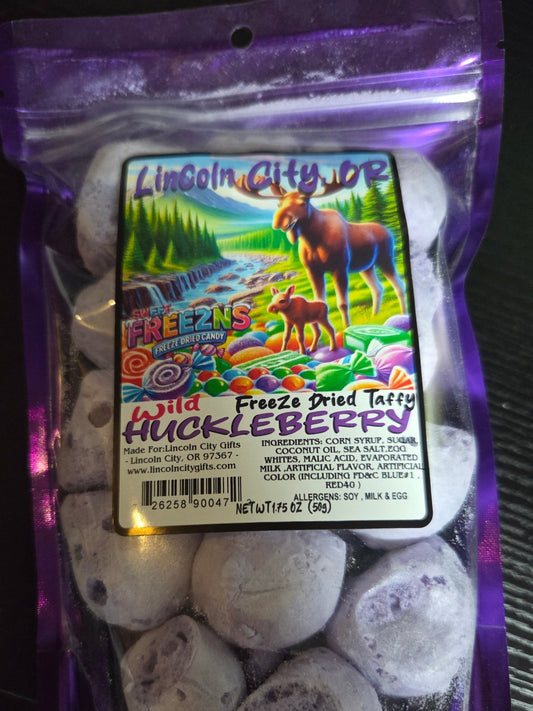 LinColn City, OR
SWEET
FREEZNS
FREEZE DRIED CANDY
Wild
FreeZe Dried Taffy
HUCKLEBERRY
Made For:Lincoln City Gifts
- Lincoln City, OR 97367 -
www.lincolncitygifts.com
INGREDIENTS: CORN SYRUP, SUGAR,
COCONUT OIL, SEA SALT,EGG
WHITES, MALIC ACID, EVAPORATED
MILK ,ARTIFICIAL FLAVOR, ARTIFICIAL
COLOR (INCLUDING FD&C BLUE#1 ,
RED40 )
ALLERGENS: SOY , MILK & EGG
26258 90047
NETWT1.75 OZ (50g)